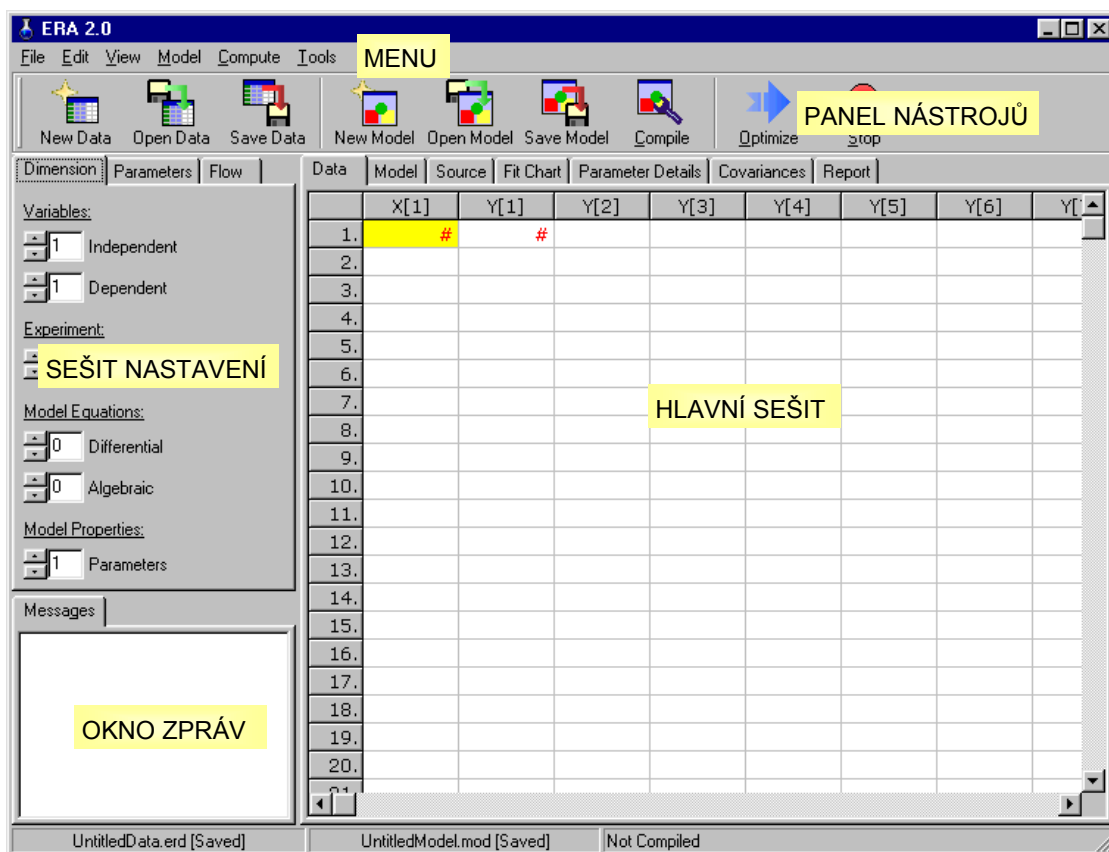 ERA 2.0
File Edit View Model Compute Tools
MENU
New Data Open Data Save Data New Model Open Model Save Model Compile Optimize Stop
PANEL NÁSTROJŮ
Dimension Parameters Flow
Data Model Source Fit Chart Parameter Details Covariances Report
Variables:
1 Independent
1 Dependent
Experiment:
SEŠIT NASTAVENÍ
Model Equations:
0 Differential
0 Algebraic
Model Properties:
1 Parameters
Messages
OKNO ZPRÁV
X[1] Y[1] Y[2] Y[3] Y[4] Y[5] Y[6]
1. # #
2.
3.
4.
5.
6.
7.
HLAVNÍ SEŠIT
8.
9.
10.
11.
12.
13.
14.
15.
16.
17.
18.
19.
20.
21
UntitledData.erd [Saved] UntitledModel.mod [Saved] Not Compiled